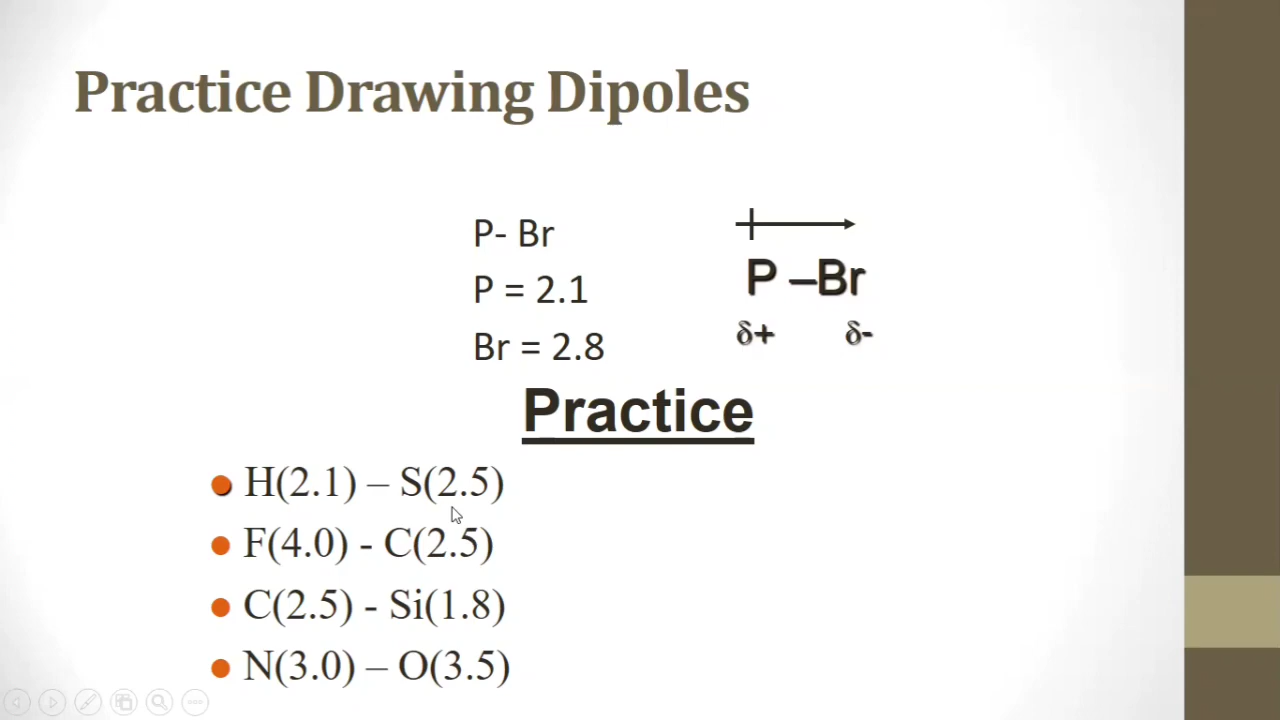 Practice Drawing Dipoles
P- Br
P = 2.1
Br = 2.8
P –Br
δ+ δ-
Practice
H(2.1) – S(2.5)
F(4.0) - C(2.5)
C(2.5) - Si(1.8)
N(3.0) – O(3.5)